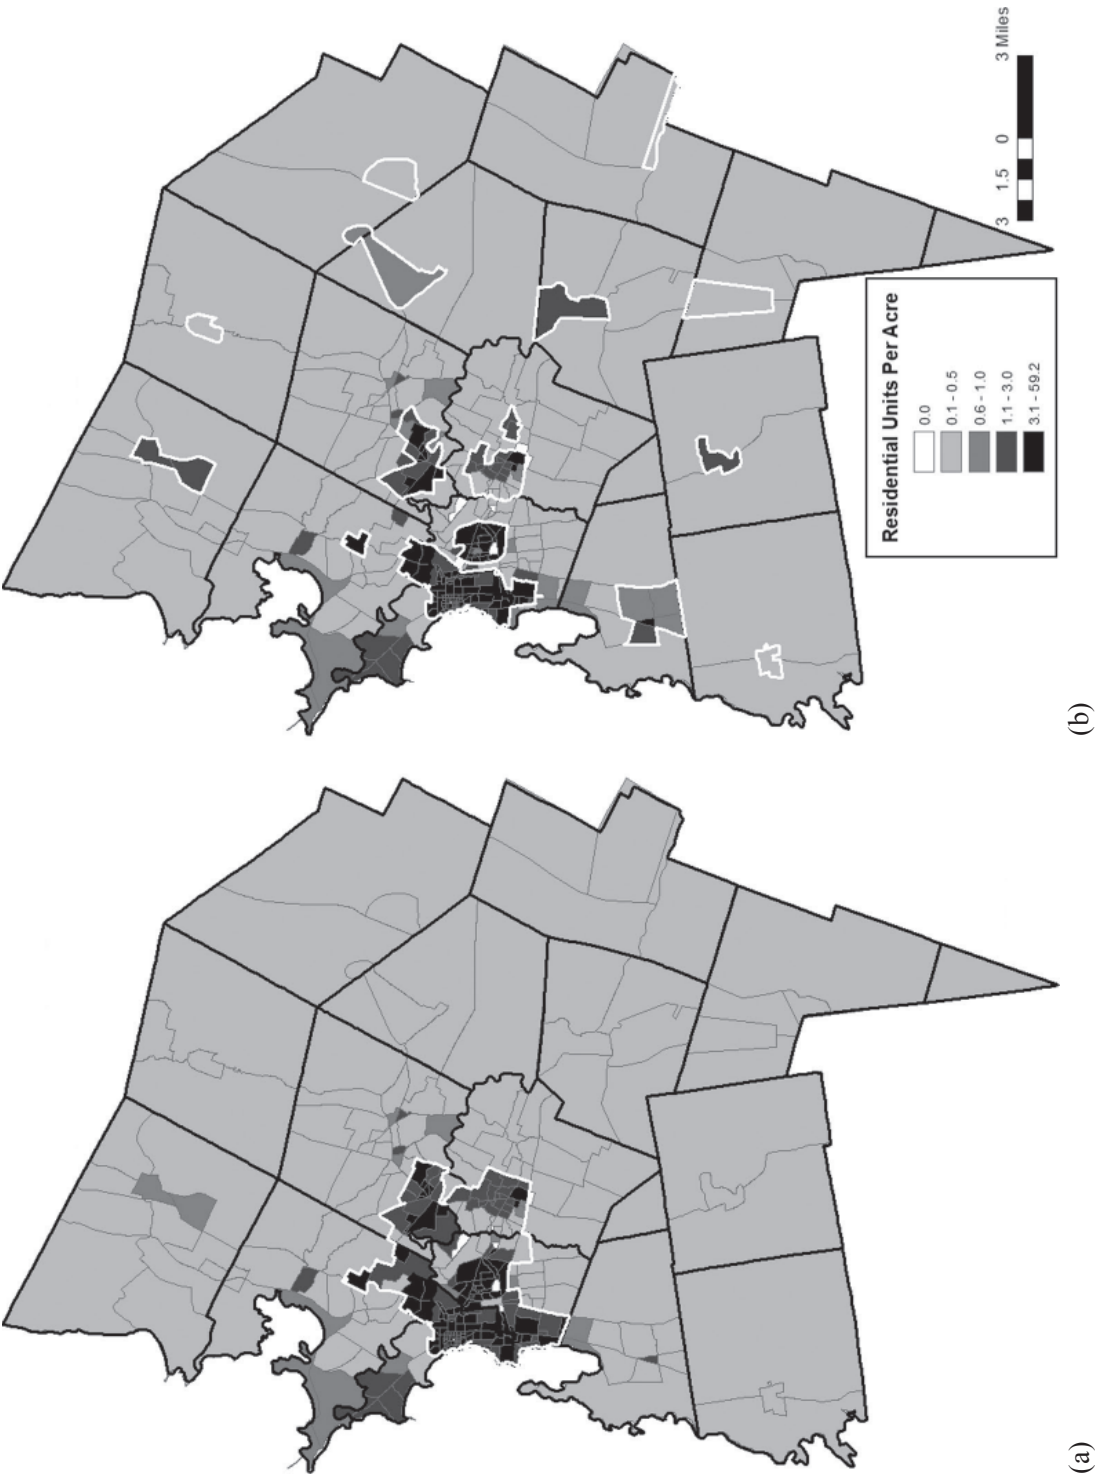 (a)
(b)
Residential Units Per Acre
0.0
0.1 - 0.5
0.6 - 1.0
1.1 - 3.0
3.1 - 59.2
3 1.5 0 3 Miles